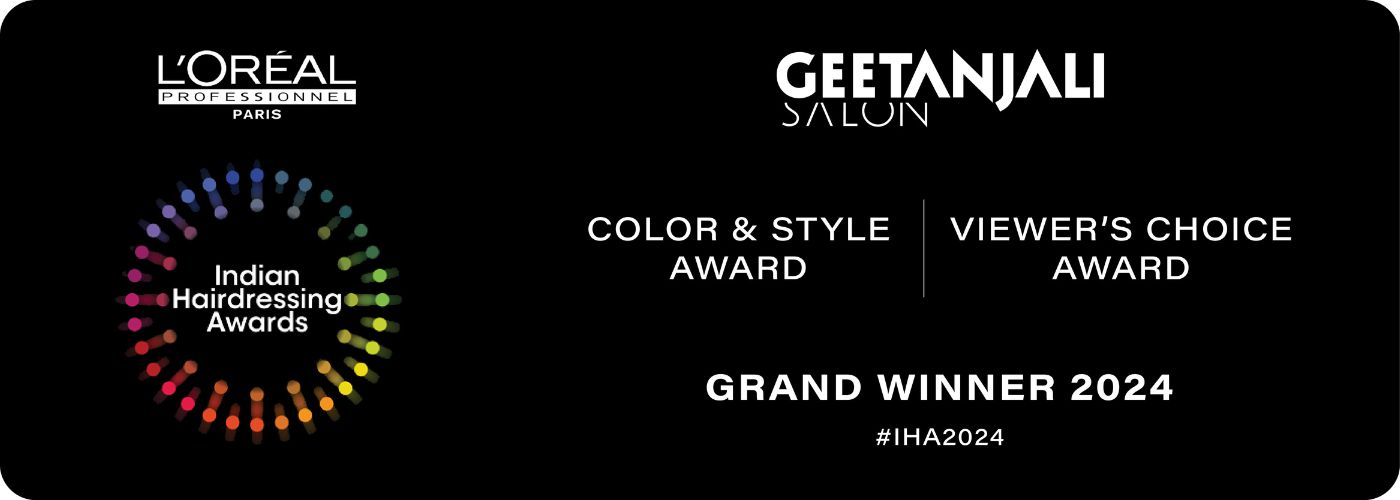 L'ORÉAL
PROFESSIONNEL
PARIS
Indian
Hairdressing
Awards
GEETANJALI
SALON
COLOR & STYLE
AWARD
VIEWER'S CHOICE
AWARD
GRAND WINNER 2024
#IHA2024